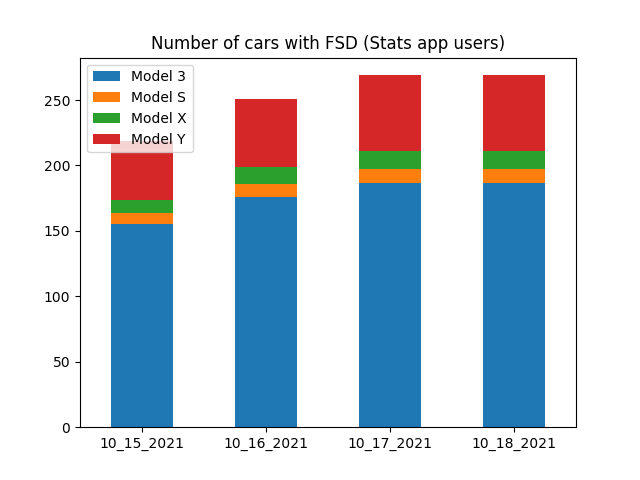 Number of cars with FSD (Stats app users)
Model 3
Model S
Model X
Model Y
250
200
150
100
50
0
10_15_2021 10_16_2021 10_17_2021 10_18_2021